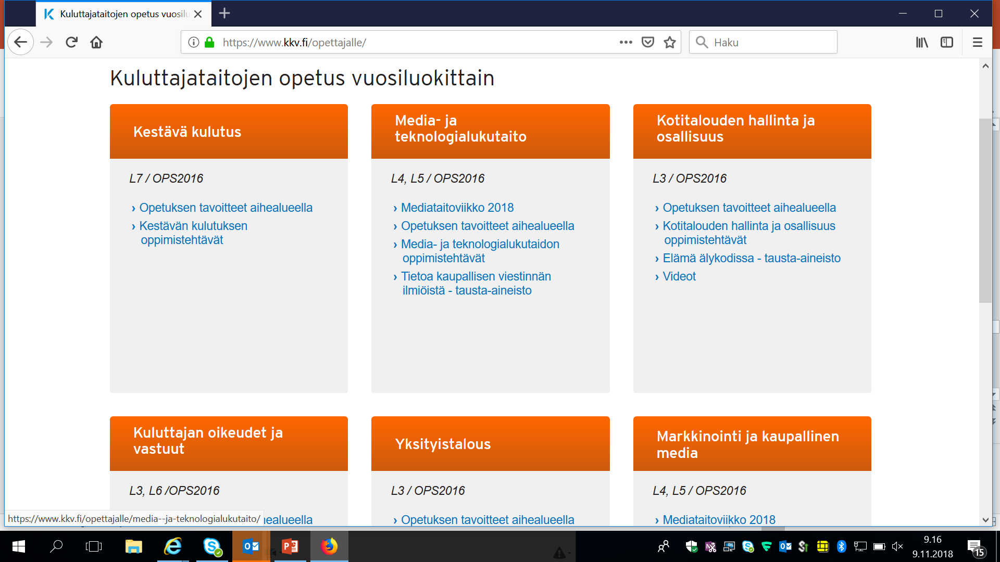 Kuluttajataitojen opetus vuosilu
https://www.kkv.fi/opettajalle/
Haku
Kuluttajataitojen opetus vuosiluokittain
Kestävä kulutus
L7 / OPS2016
› Opetuksen tavoitteet aihealueella
› Kestävän kulutuksen
oppimistehtävät
Media- ja
teknologialukutaito
L4, L5 / OPS2016
› Mediataitoviikko 2018
› Opetuksen tavoitteet aihealueella
› Media- ja teknologialukutaidon
oppimistehtävät
› Tietoa kaupallisen viestinnän
ilmiöistä - tausta-aineisto
Kotitalouden hallinta ja
osallisuus
L3 / OPS2016
› Opetuksen tavoitteet aihealueella
› Kotitalouden hallinta ja osallisuus
oppimistehtävät
› Elämä älykodissa - tausta-aineisto
› Videot
Kuluttajan oikeudet ja
vastuut
L3, L6 /OPS2016
healueella
Yksityistalous
L3 / OPS2016
› Opetuksen tavoitteet aihealueella
Markkinointi ja kaupallinen
media
L4, L5 / OPS2016
› Mediataitoviikko 2018
https://www.kkv.fi/opettajalle/media--ja-teknologialukutaito/
9.16
9.11.2018
15